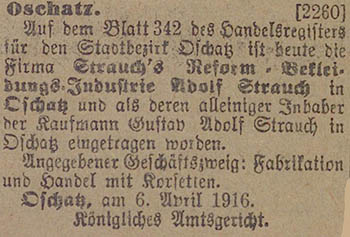 Oschatz. [2260]
Auf dem Blatt 342 des Handelsregisters
für den Stadtbezirk Oschatz ist heute die
Firma Strauch's Reform-Beklei-
dungs-Industrie Adolf Strauch in
Oschatz und als deren alleiniger Inhaber
der Kaufmann Gustav Adolf Strauch in
Oschatz eingetragen worden.
Angegebener Geschäftszweig: Fabrikation
und Handel mit Korsetten.
Oschatz, am 6. April 1916.
Königliches Amtsgericht.